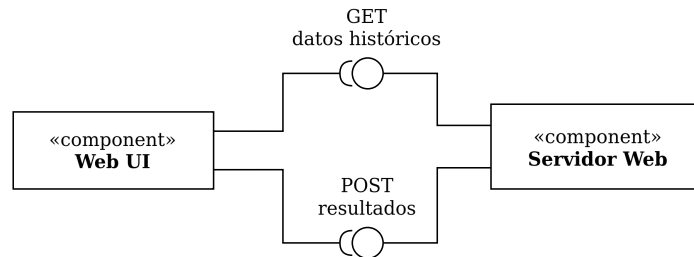 GET
datos históricos
«component»
Web UI
«component»
Servidor Web
POST
resultados